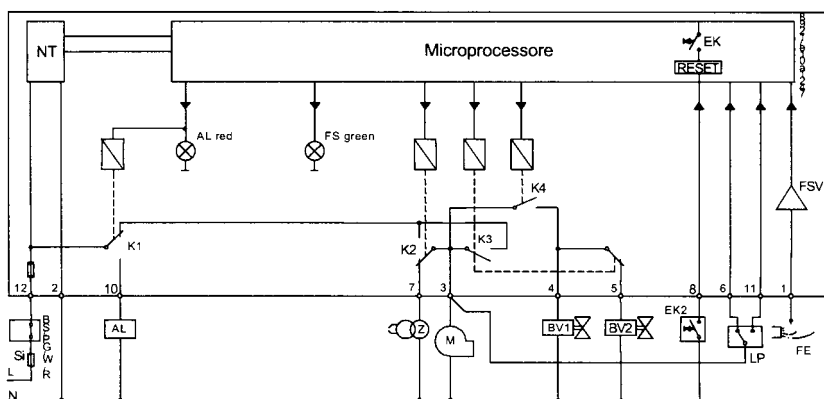 NT
Microprocessore
EK
RESET
AL red
FS green
FSV
K4
K1
K2
K3
12
2
10
7
3
4
5
8
6
11
1
Si
AL
Z
M
BV1
BV2
EK2
LP
FE
L
N